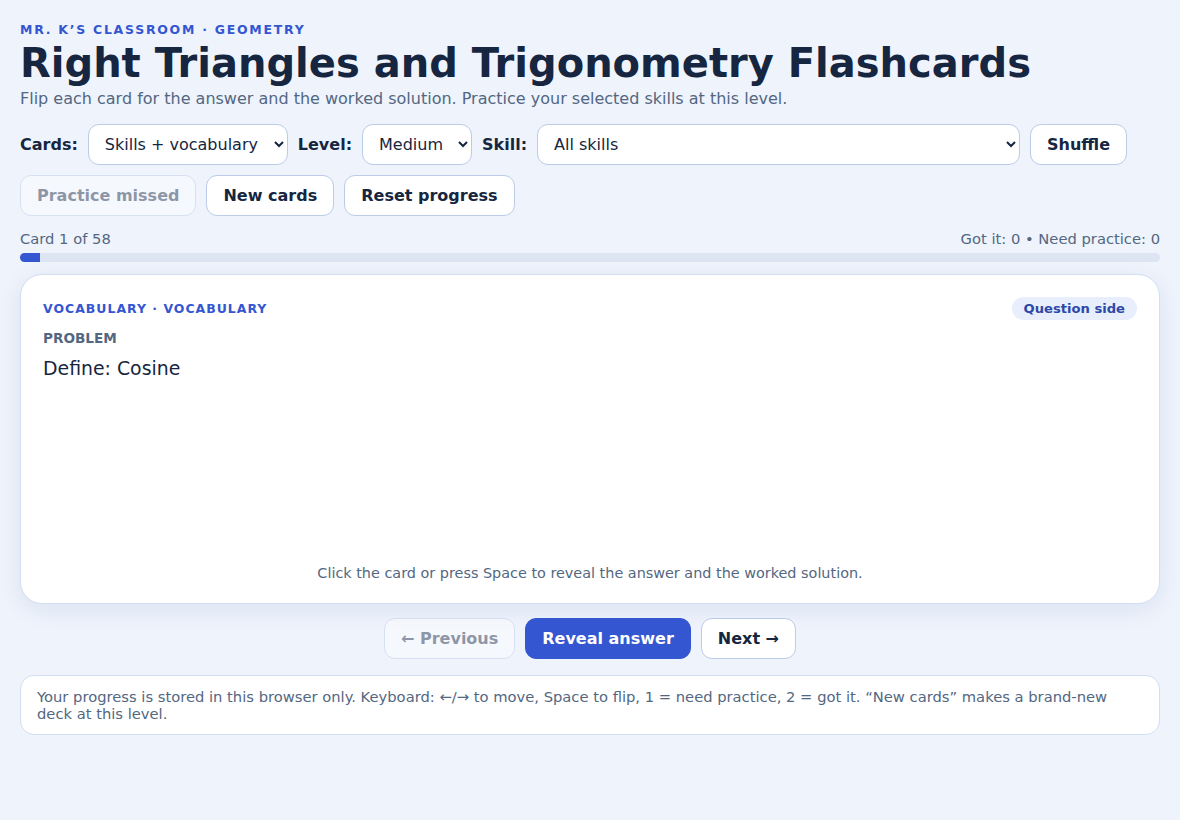 MR. K’S CLASSROOM · GEOMETRY
Right Triangles and Trigonometry Flashcards
Flip each card for the answer and the worked solution. Practice your selected skills at this level.
Cards: Skills + vocabulary Level: Medium Skill: All skills Shuffle
Practice missed New cards Reset progress
Card 1 of 58 Got it: 0 • Need practice: 0
VOCABULARY · VOCABULARY Question side
PROBLEM
Define: Cosine
Click the card or press Space to reveal the answer and the worked solution.
← Previous Reveal answer Next →
Your progress is stored in this browser only. Keyboard: ←/→ to move, Space to flip, 1 = need practice, 2 = got it. “New cards” makes a brand-new
deck at this level.